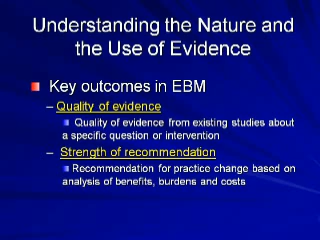 Understanding the Nature and
the Use of Evidence
Key outcomes in EBM
– Quality of evidence
Quality of evidence from existing studies about
a specific question or intervention
– Strength of recommendation
Recommendation for practice change based on
analysis of benefits, burdens and costs